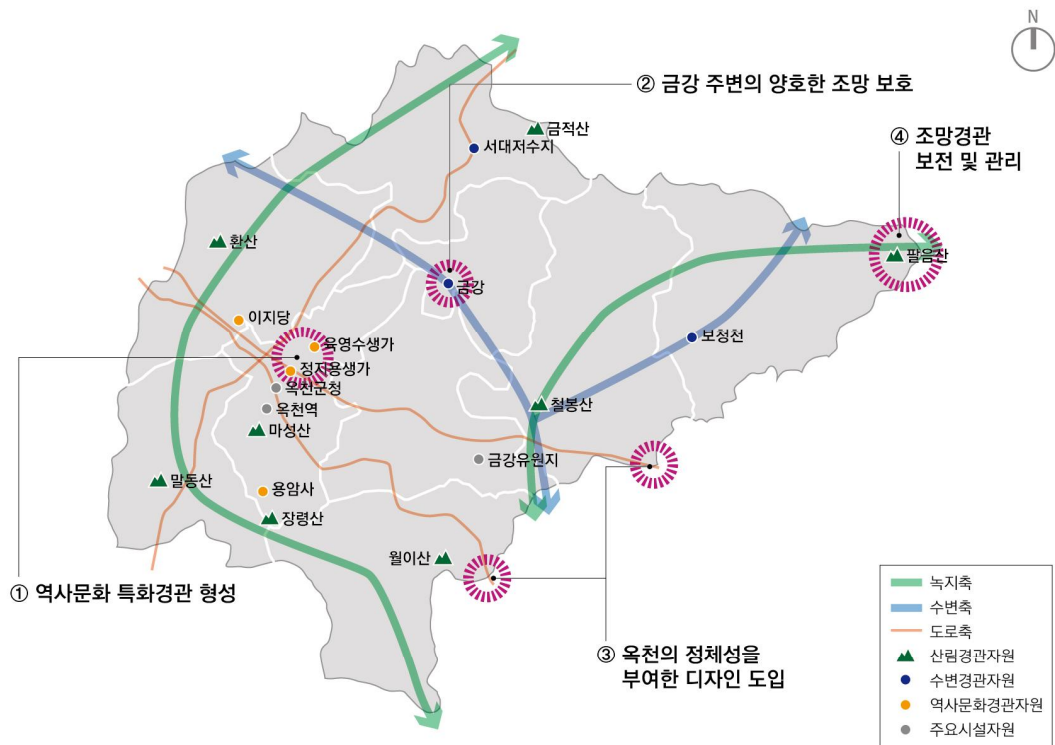 N
② 금강 주변의 양호한 조망 보호
금적산
서대저수지
④ 조망경관
보전 및 관리
환산
팔음산
금강
이지당
육영수생가
보청천
정지용생가
옥천군청
철봉산
옥천역
마성산
금강유원지
말동산
용암사
장령산
월이산
① 역사문화 특화경관 형성
③ 옥천의 정체성을
부여한 디자인 도입
녹지축
수변축
도로축
산림경관자원
수변경관자원
역사문화경관자원
주요시설자원